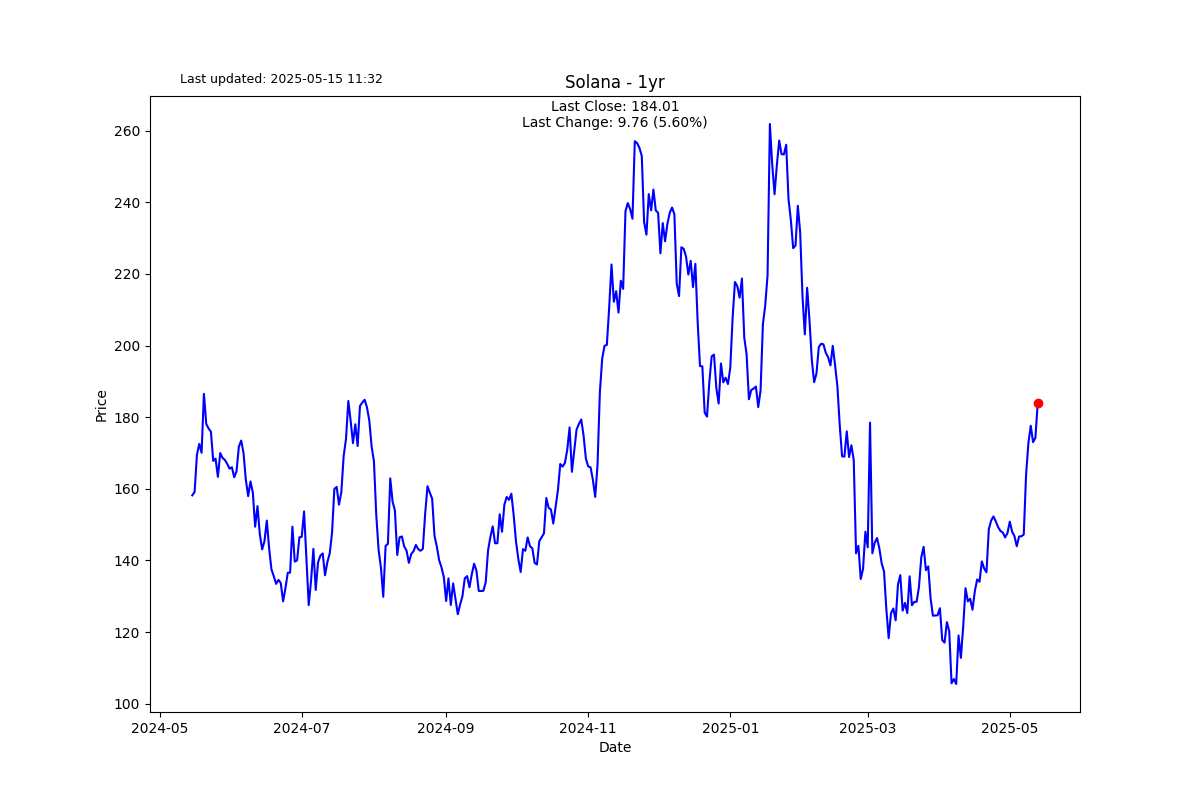 Last updated: 2025-05-15 11:32
Solana - 1yr
Last Close: 184.01
Last Change: 9.76 (5.60%)
260
240
220
200
180
160
140
120
100
Price
2024-05
2024-07
2024-09
2024-11
2025-01
2025-03
2025-05
Date